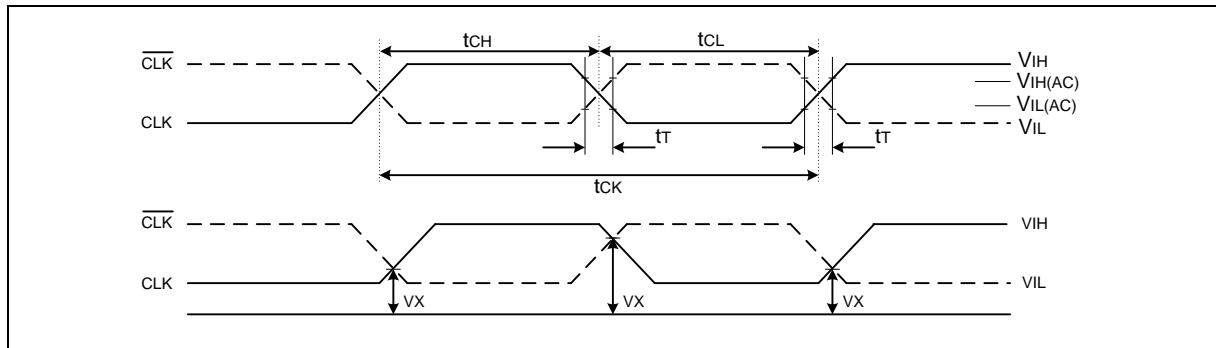 tCH tCL
CLK VIH
VIH(AC)
VIL(AC)
CLK VIL
tT tT
tCK
CLK VIH
CLK VIL
VX VX VX